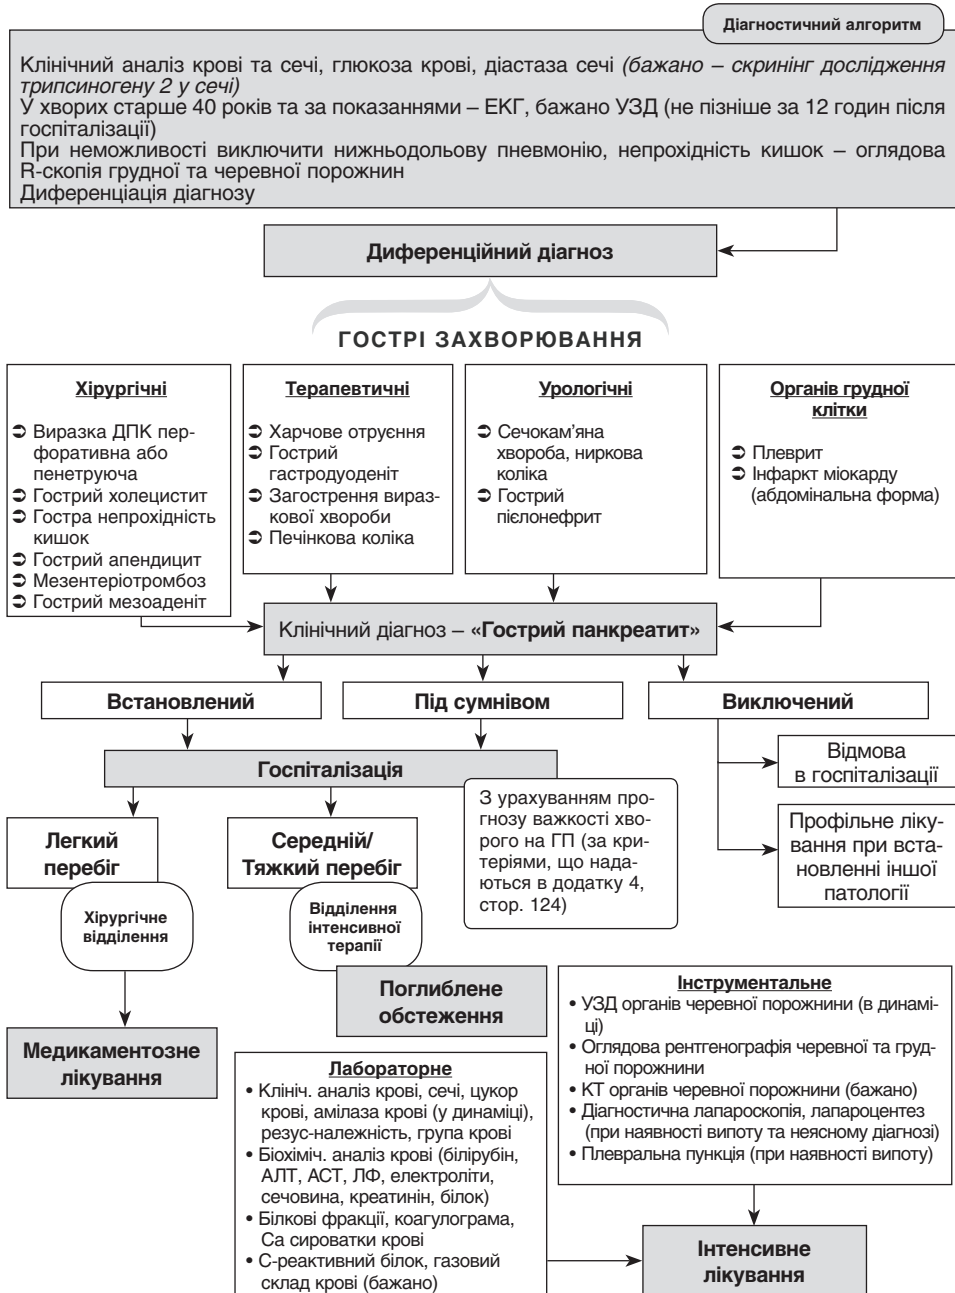 Діагностичний алгоритм
Клінічний аналіз крові та сечі, глюкоза крові, діастаза сечі (бажано – скринінг дослідження
трипсиногену 2 у сечі)
У хворих старше 40 років та за показаннями – ЕКГ, бажано УЗД (не пізніше за 12 годин після
госпіталізації)
При неможливості виключити нижньодольову пневмонію, непрохідність кишок – оглядова
R-скопія грудної та черевної порожнин
Диференціація діагнозу
Диференційний діагноз
ГОСТРІ ЗАХВОРЮВАННЯ
Хірургічні
➲ Виразка ДПК пер-
форативна або
пенетруюча
➲ Гострий холецистит
➲ Гостра непрохідність
кишок
➲ Гострий апендицит
➲ Мезентеріотромбоз
➲ Гострий мезоаденіт
Терапевтичні
➲ Харчове отруєння
➲ Гострий
гастродуоденіт
➲ Загострення вираз-
кової хвороби
➲ Печінкова коліка
Урологічні
➲ Сечокам'яна
хвороба, ниркова
коліка
➲ Гострий
пієлонефрит
Органів грудної
клітки
➲ Плеврит
➲ Інфаркт міокарду
(абдомінальна форма)
Клінічний діагноз – «Гострий панкреатит»
Встановлений
Під сумнівом
Виключений
Госпіталізація
Відмова
в госпіталізації
З урахуванням про-
гнозу важкості хво-
рого на ГП (за кри-
теріями, що нада-
ються в додатку 4,
стор. 124)
Профільне ліку-
вання при вста-
новленні іншої
патології
Легкий
перебіг
Середній/
Тяжкий перебіг
Хірургічне
відділення
Відділення
інтенсивної
терапії
Поглиблене
обстеження
Медикаментозне
лікування
Інструментальне
• УЗД органів черевної порожнини (в динамі-
ці)
• Оглядова рентгенографія черевної та груд-
ної порожнини
• КТ органів черевної порожнини (бажано)
• Діагностична лапароскопія, лапароцентез
(при наявності випоту та неясному діагнозі)
• Плевральна пункція (при наявності випоту)
Лабораторне
• Клініч. аналіз крові, сечі, цукор
крові, амілаза крові (у динаміці),
резус-належність, група крові
• Біохіміч. аналіз крові (білірубін,
АЛТ, АСТ, ЛФ, електроліти,
сечовина, креатинін, білок)
• Білкові фракції, коагулограма,
Са сироватки крові
• С-реактивний білок, газовий
склад крові (бажано)
Інтенсивне
лікування